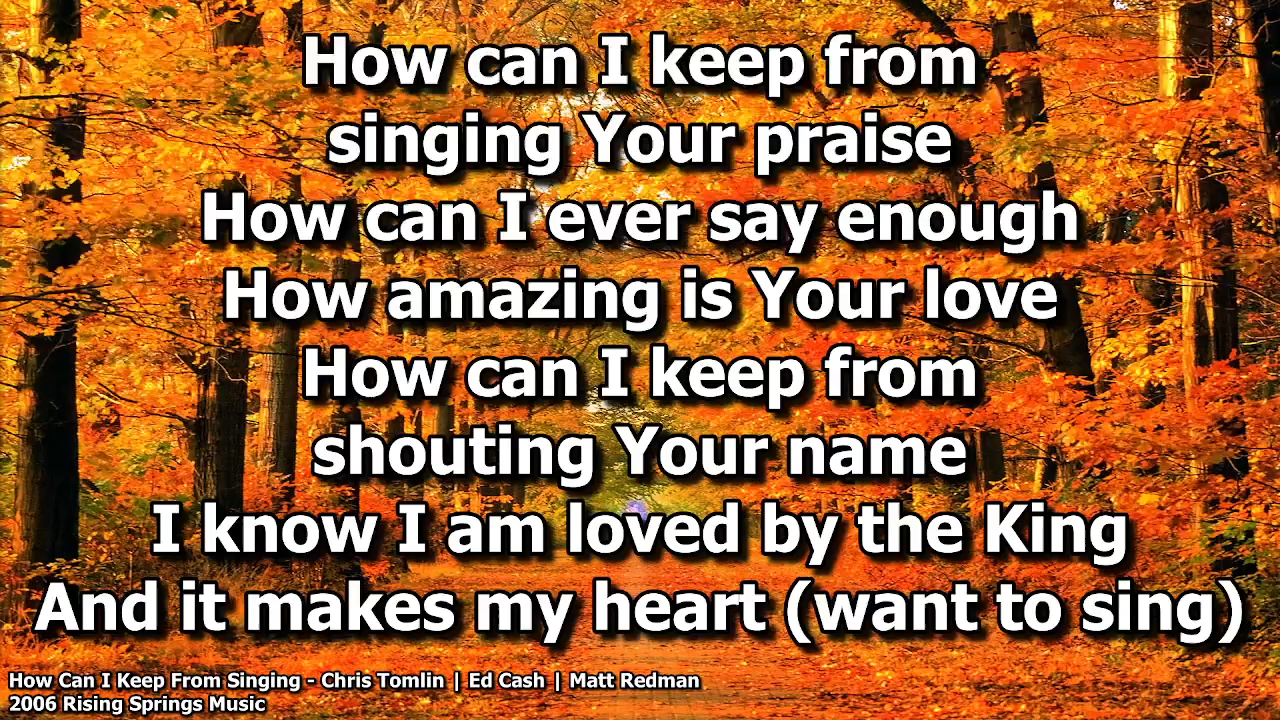 How can I keep from
singing Your praise
How can I ever say enough
How amazing is Your love
How can I keep from
shouting Your name
I know I am loved by the King
And it makes my heart (want to sing)
How Can I Keep From Singing - Chris Tomlin | Ed Cash | Matt Redman
2006 Rising Springs Music